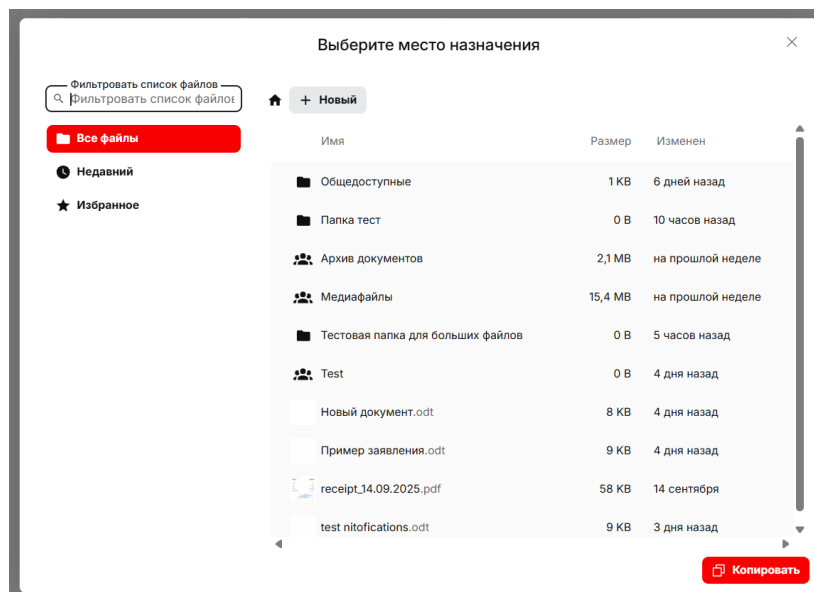 Выберите место назначения
Фильтровать список файлов
Фильтровать список файлов
Новый
Все файлы
Недавний
Избранное
Имя Размер Изменен
Общедоступные 1 KB 6 дней назад
Папка тест 0 B 10 часов назад
Архив документов 2,1 MB на прошлой неделе
Медиафайлы 15,4 MB на прошлой неделе
Тестовая папка для больших файлов 0 B 5 часов назад
Test 0 B 4 дня назад
Новый документ.odt 8 KB 4 дня назад
Пример заявления.odt 9 KB 4 дня назад
receipt_14.09.2025.pdf 58 KB 14 сентября
test nitofications.odt 9 KB 3 дня назад
Копировать